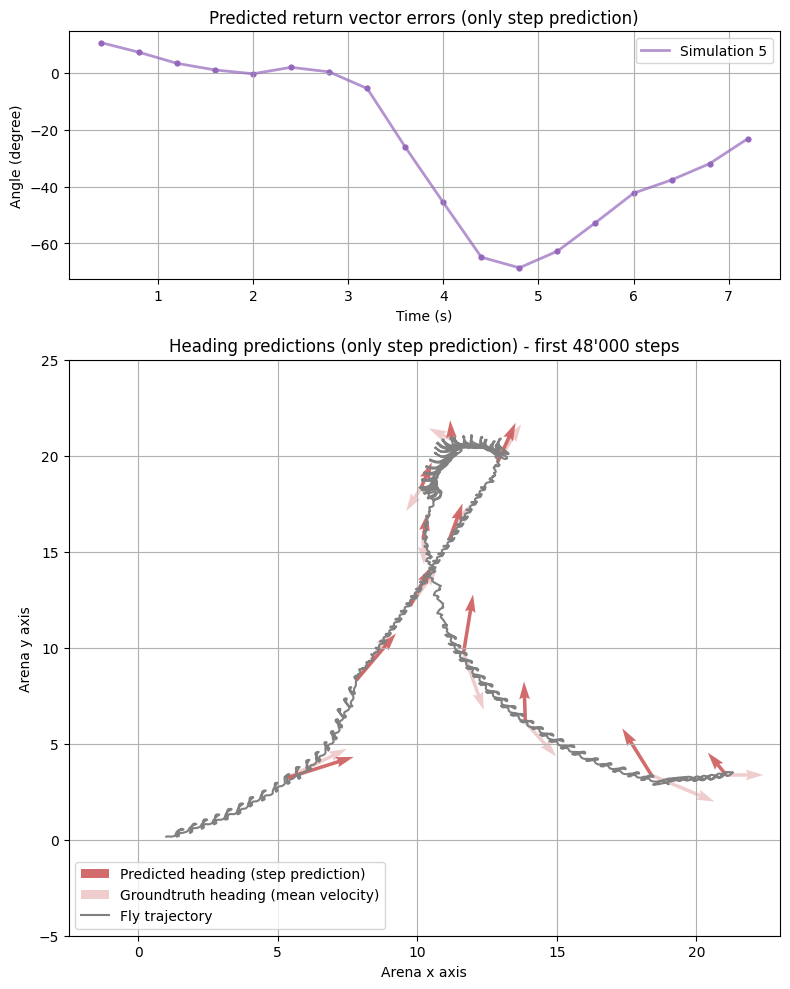 Predicted return vector errors (only step prediction)
Simulation 5
Angle (degree)
0
−20
−40
−60
1 2 3 4 5 6 7
Time (s)
Heading predictions (only step prediction) - first 48'000 steps
Arena y axis
25
20
15
10
5
0
−5
Predicted heading (step prediction)
Groundtruth heading (mean velocity)
Fly trajectory
0 5 10 15 20
Arena x axis